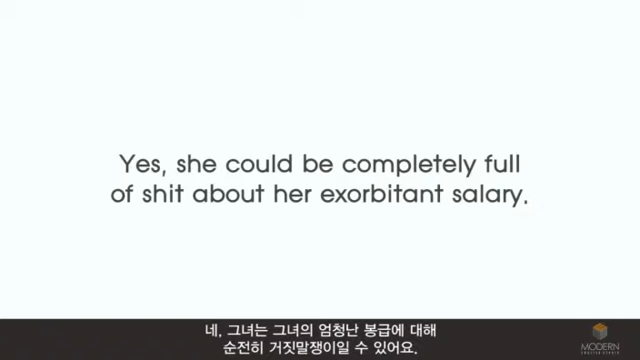 Yes, she could be completely full
of shit about her exorbitant salary.
네, 그녀는 그녀의 엄청난 봉급에 대해
순전히 거짓말쟁이일 수 있어요.
MODERN